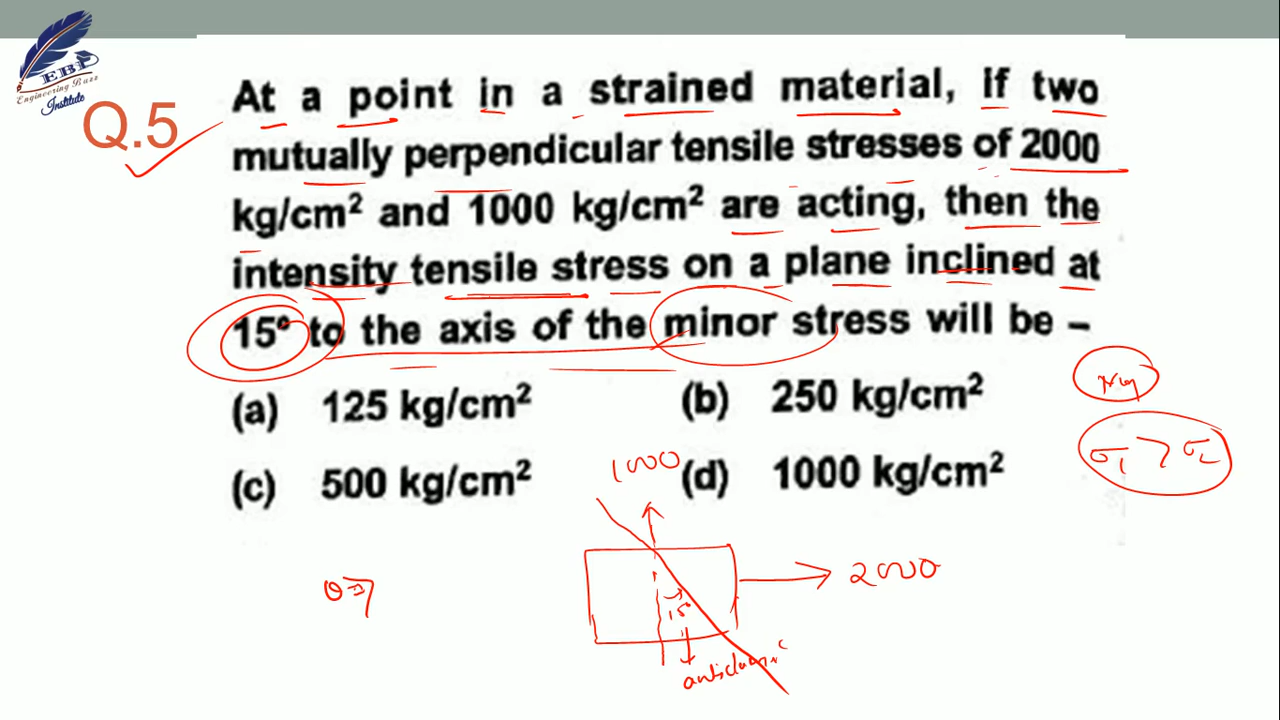 EBI
Engineering Buzz
Institute
Q.5
At a point in a strained material, if two
mutually perpendicular tensile stresses of 2000
kg/cm² and 1000 kg/cm² are acting, then the
intensity tensile stress on a plane inclined at
15° to the axis of the minor stress will be –
(a) 125 kg/cm² (b) 250 kg/cm²
(c) 500 kg/cm² (d) 1000 kg/cm²
σ₁ > σ₂
1000
2000
15°
θ ⇒